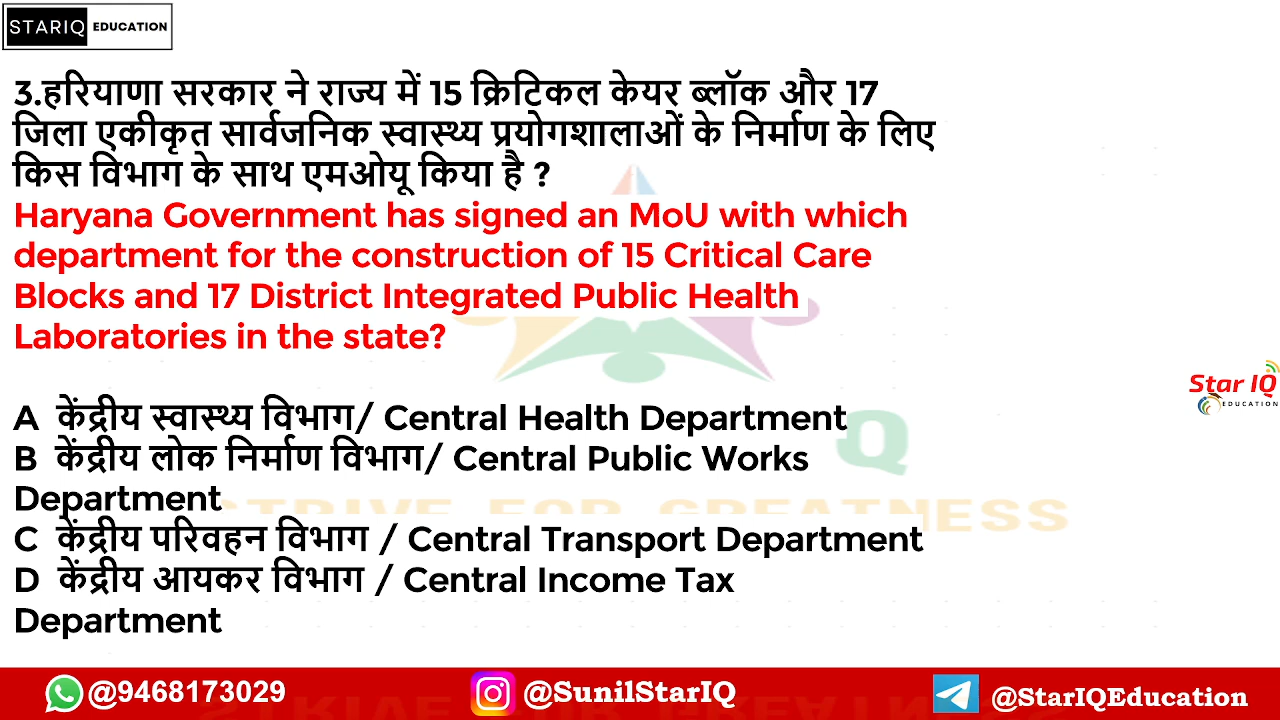 STARIQ EDUCATION
3.हरियाणा सरकार ने राज्य में 15 क्रिटिकल केयर ब्लॉक और 17
जिला एकीकृत सार्वजनिक स्वास्थ्य प्रयोगशालाओं के निर्माण के लिए
किस विभाग के साथ एमओयू किया है ?
Haryana Government has signed an MoU with which
department for the construction of 15 Critical Care
Blocks and 17 District Integrated Public Health
Laboratories in the state?
A केंद्रीय स्वास्थ्य विभाग/ Central Health Department
B केंद्रीय लोक निर्माण विभाग/ Central Public Works
Department
C केंद्रीय परिवहन विभाग / Central Transport Department
D केंद्रीय आयकर विभाग / Central Income Tax
Department
Star IQ
EDUCATION
Q
STRIVE FOR GREATNESS
@9468173029 @SunilStarIQ @StarIQEducation